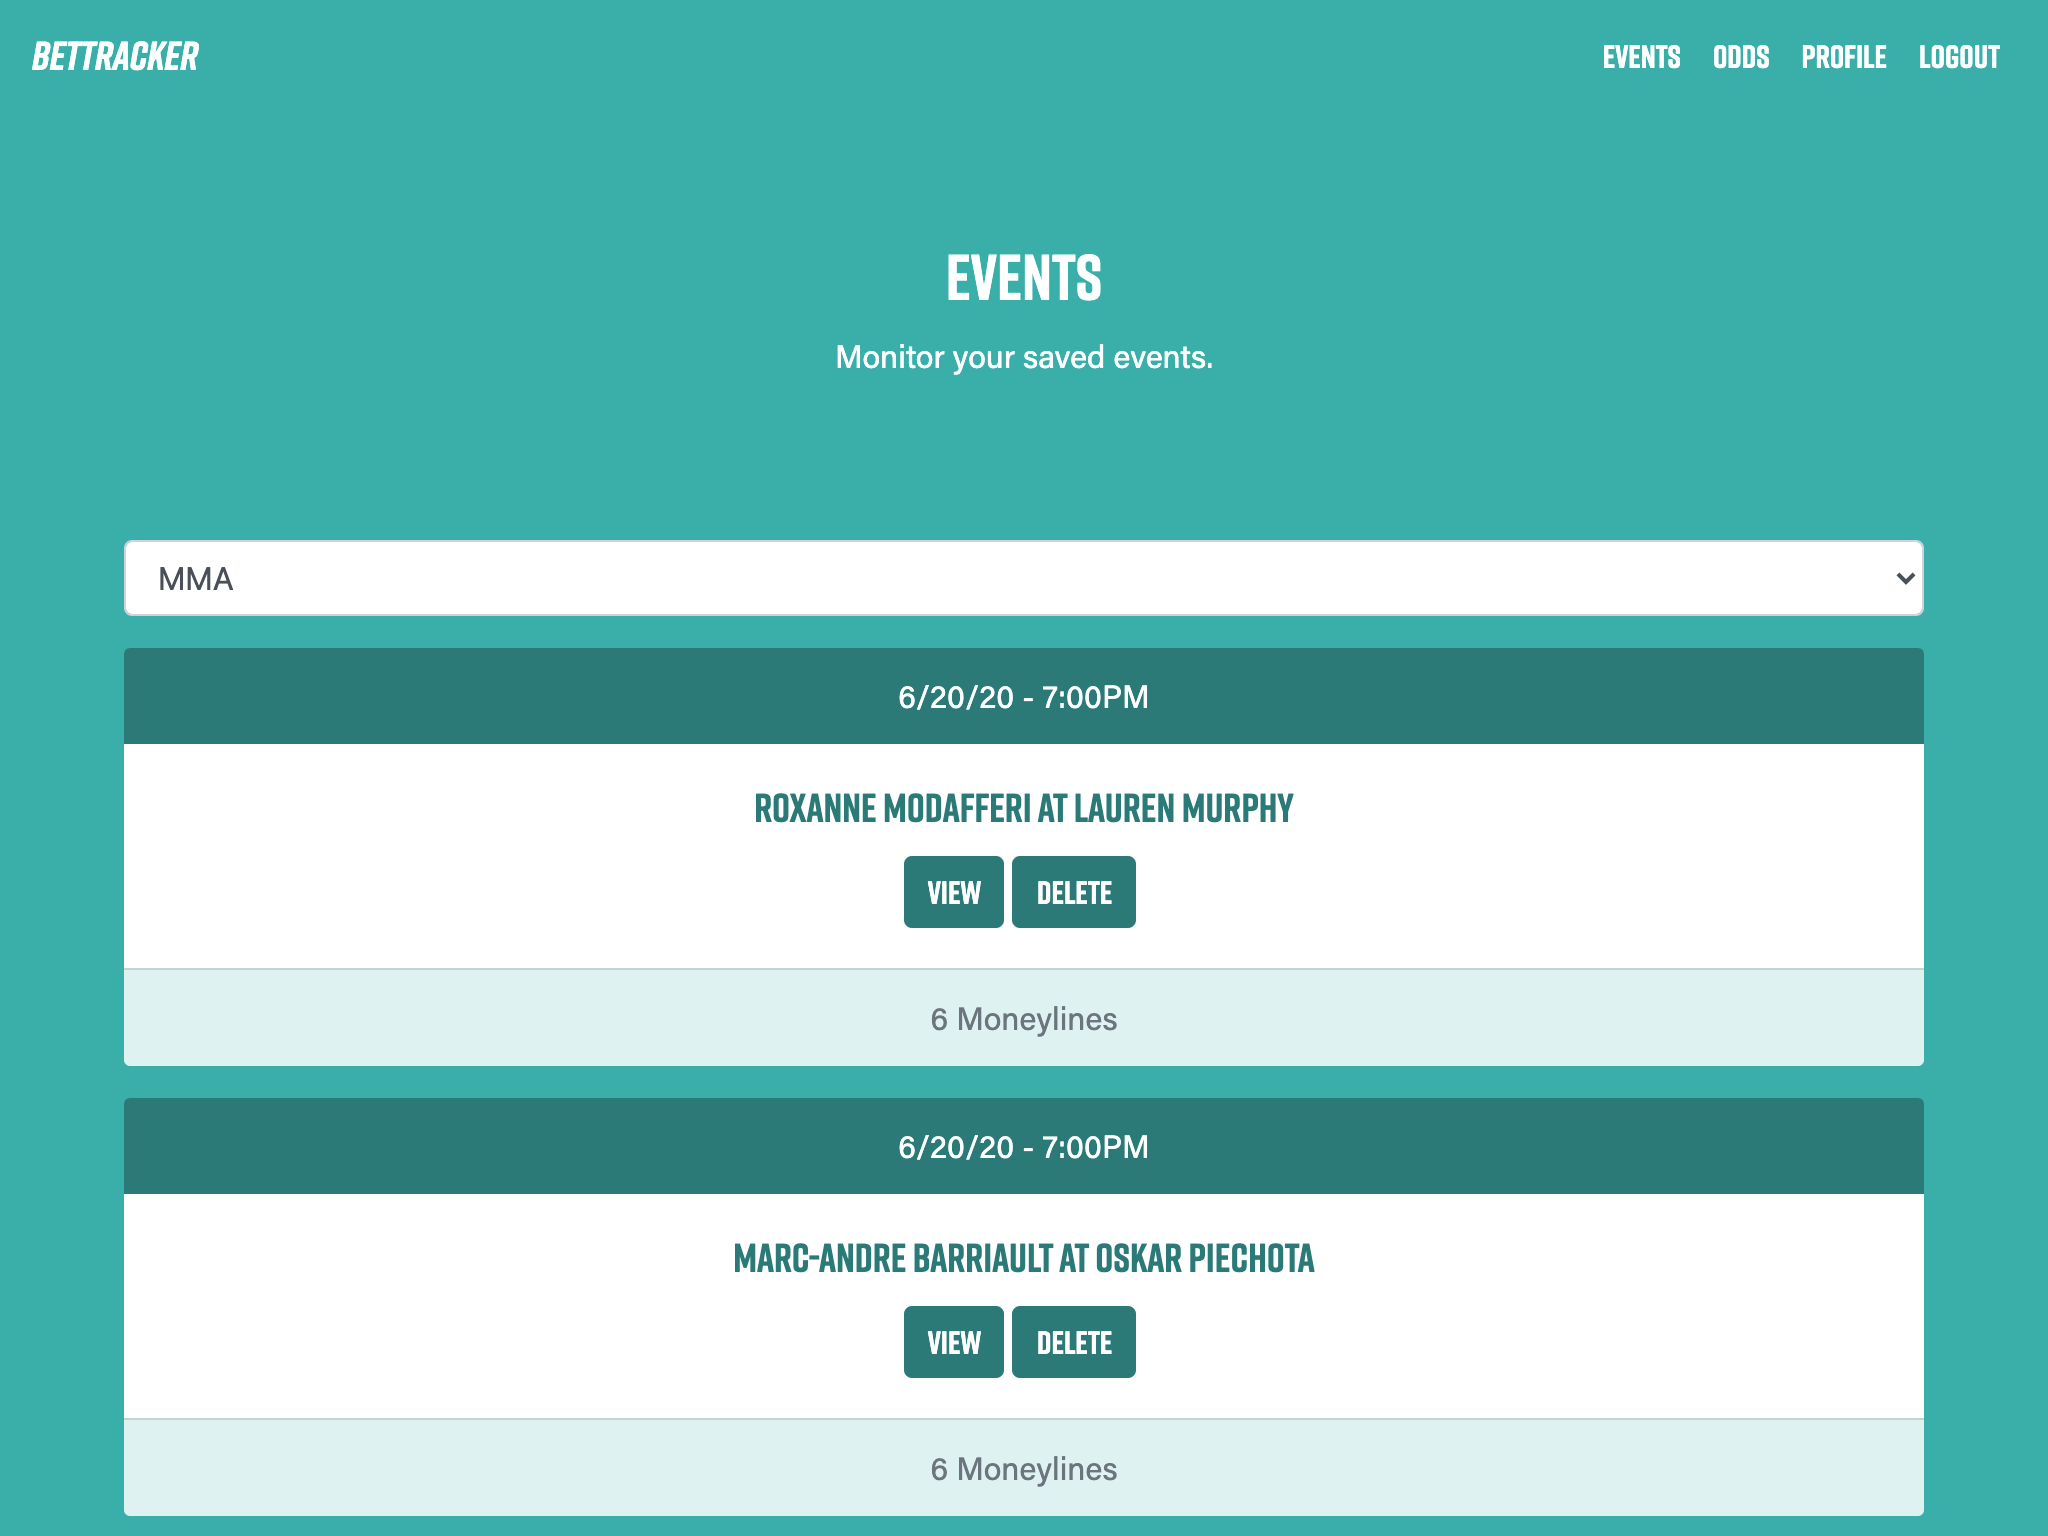 BETTRACKER
EVENTS ODDS PROFILE LOGOUT
EVENTS
Monitor your saved events.
MMA
6/20/20 - 7:00PM
ROXANNE MODAFFERI AT LAUREN MURPHY
VIEW DELETE
6 Moneylines
6/20/20 - 7:00PM
MARC-ANDRE BARRIAULT AT OSKAR PIECHOTA
VIEW DELETE
6 Moneylines